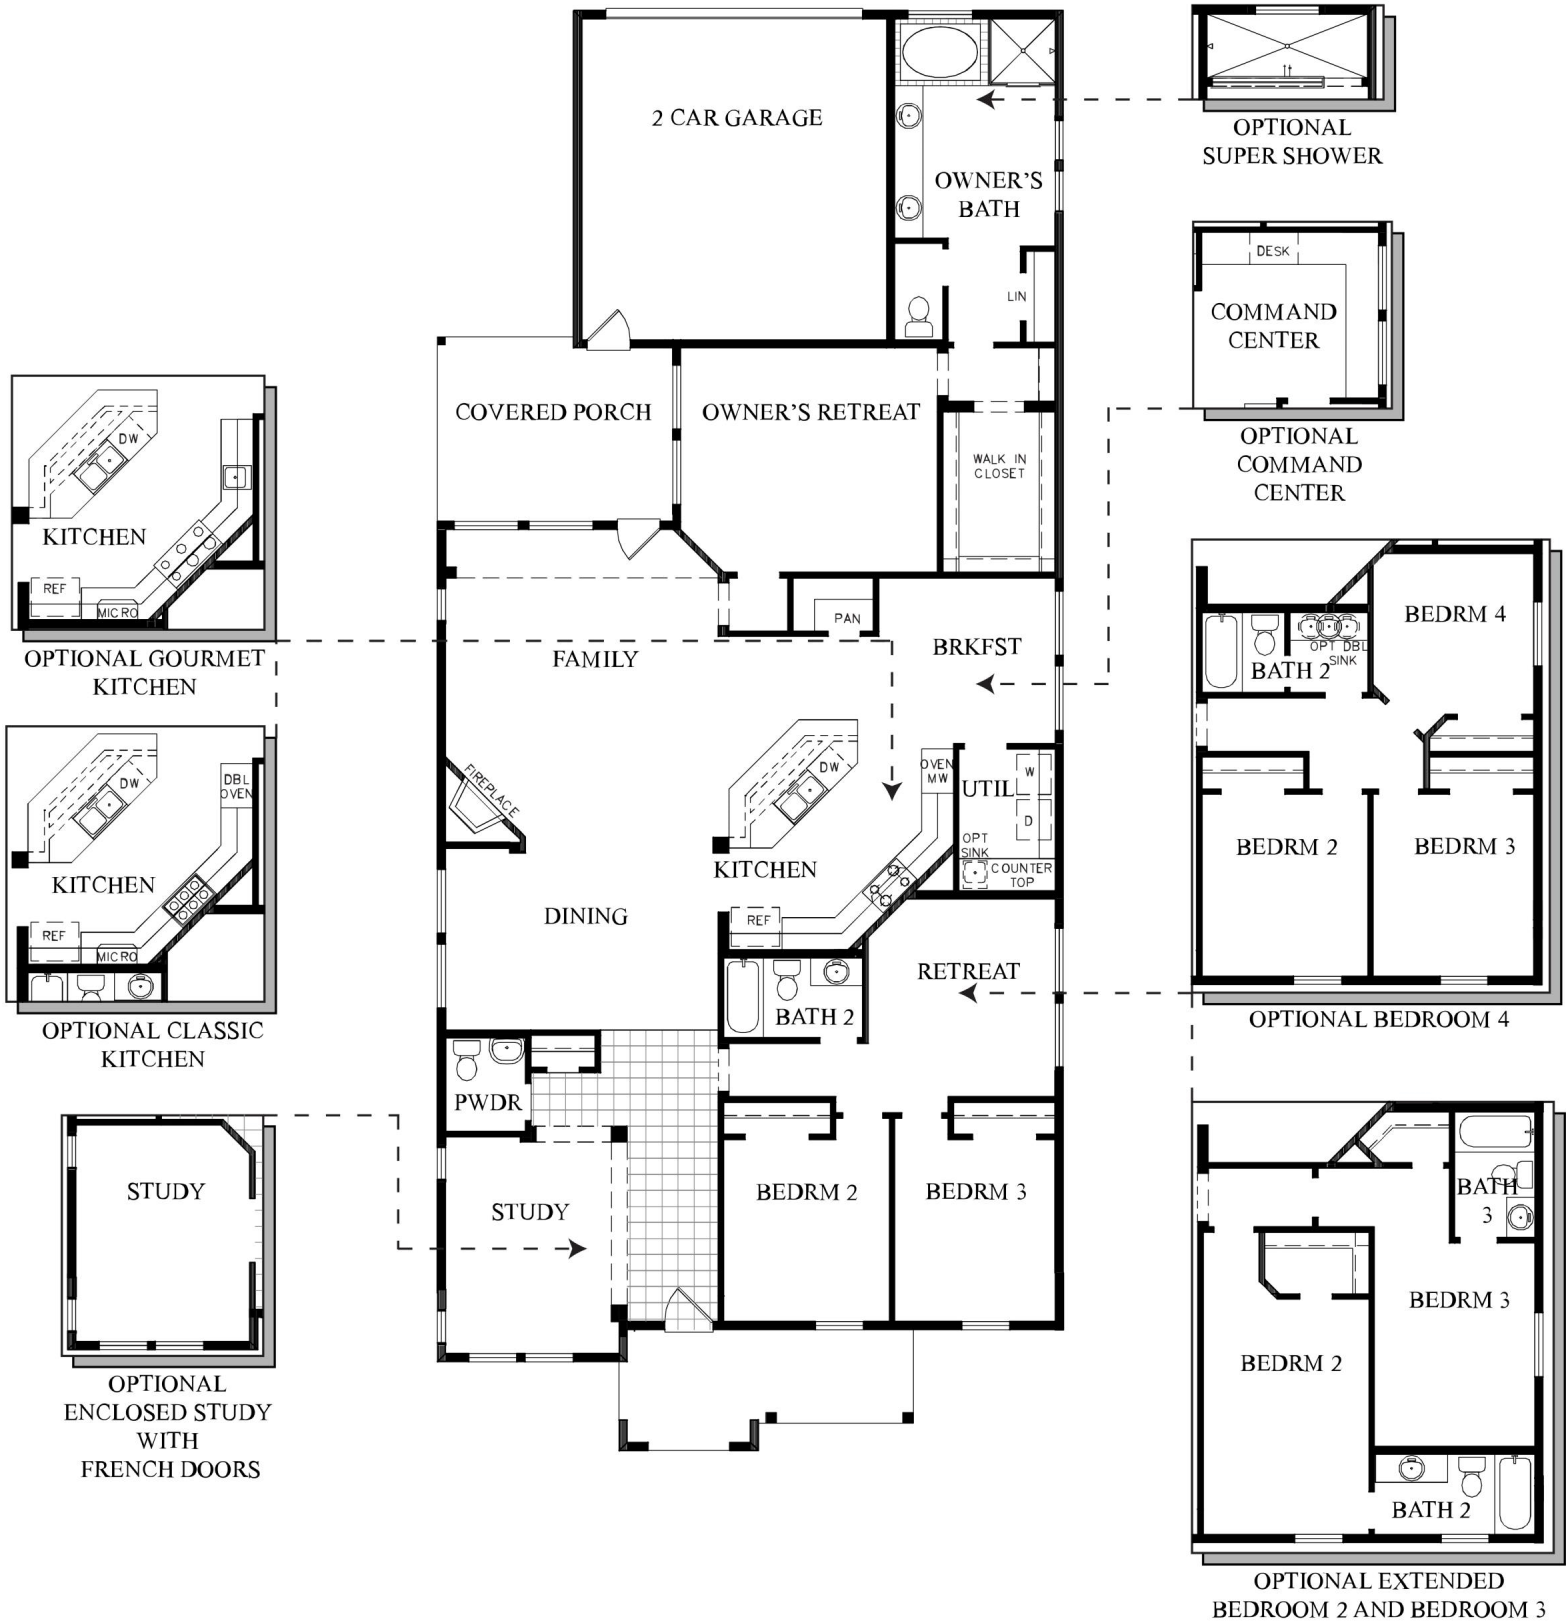 2 CAR GARAGE
OWNER'S
BATH
LIN
COVERED PORCH
OWNER'S RETREAT
WALK IN
CLOSET
PAN
FAMILY
BRKFST
FIREPLACE
DW
OVEN
MW
UTIL
W
D
OPT
SINK
COUNTER
TOP
KITCHEN
REF
DINING
RETREAT
BATH 2
PWDR
STUDY
BEDRM 2
BEDRM 3
DW
KITCHEN
REF
MICRO
OPTIONAL GOURMET
KITCHEN
DW
DBL
OVEN
KITCHEN
REF
MICRO
OPTIONAL CLASSIC
KITCHEN
STUDY
OPTIONAL
ENCLOSED STUDY
WITH
FRENCH DOORS
OPTIONAL
SUPER SHOWER
DESK
COMMAND
CENTER
OPTIONAL
COMMAND
CENTER
BEDRM 4
OPT DBL
SINK
BATH 2
BEDRM 2
BEDRM 3
OPTIONAL BEDROOM 4
BATH
3
BEDRM 3
BEDRM 2
BATH 2
OPTIONAL EXTENDED
BEDROOM 2 AND BEDROOM 3